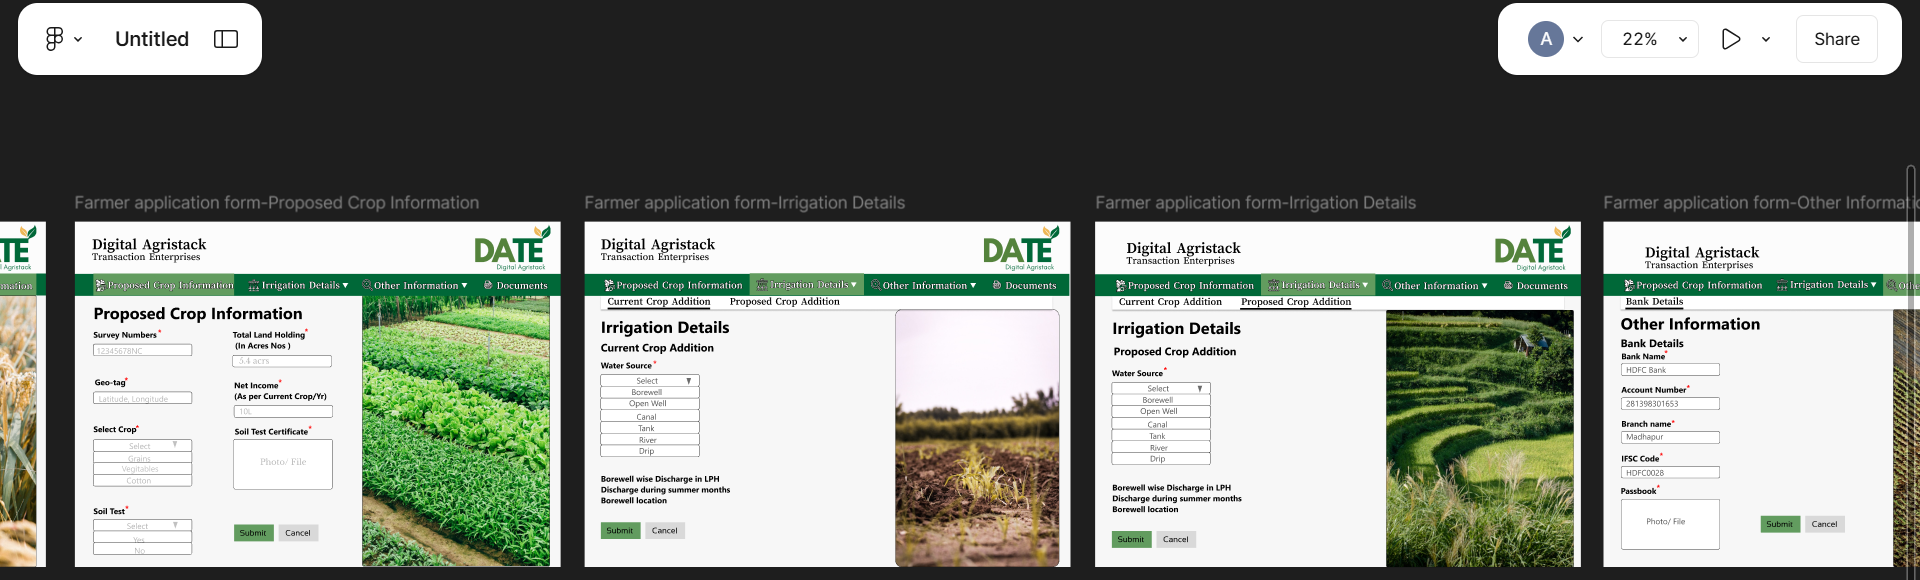 Untitled
A
22%
Share
Farmer application form-Proposed Crop Information
Farmer application form-Irrigation Details
Farmer application form-Irrigation Details
Farmer application form-Other Informati
TE
l Agristack
mation
Digital Agristack
Transaction Enterprises
DATE
Digital Agristack
Proposed Crop Information
Irrigation Details ▼
Other Information ▼
Documents
Proposed Crop Information
Survey Numbers*
12345678NC
Total Land Holding*
(In Acres Nos )
5.4 acrs
Geo-tag*
Latitude, Longitude
Net Income*
(As per Current Crop/Yr)
10L
Select Crop*
Select ▼
Grains
Vegitables
Cotton
Soil Test Certificate*
Photo/ File
Soil Test*
Select ▼
Yes
No
Submit
Cancel
Digital Agristack
Transaction Enterprises
DATE
Digital Agristack
Proposed Crop Information
Irrigation Details ▼
Other Information ▼
Documents
Current Crop Addition
Proposed Crop Addition
Irrigation Details
Current Crop Addition
Water Source*
Select ▼
Borewell
Open Well
Canal
Tank
River
Drip
Borewell wise Discharge in LPH
Discharge during summer months
Borewell location
Submit
Cancel
Digital Agristack
Transaction Enterprises
DATE
Digital Agristack
Proposed Crop Information
Irrigation Details ▼
Other Information ▼
Documents
Current Crop Addition
Proposed Crop Addition
Irrigation Details
Proposed Crop Addition
Water Source*
Select ▼
Borewell
Open Well
Canal
Tank
River
Drip
Borewell wise Discharge in LPH
Discharge during summer months
Borewell location
Submit
Cancel
Digital Agristack
Transaction Enterprises
Proposed Crop Information
Irrigation Details ▼
Othe
Bank Details
Other Information
Bank Details
Bank Name*
HDFC Bank
Account Number*
281398301653
Branch name*
Madhapur
IFSC Code*
HDFC0028
Passbook*
Photo/ File
Submit
Cancel